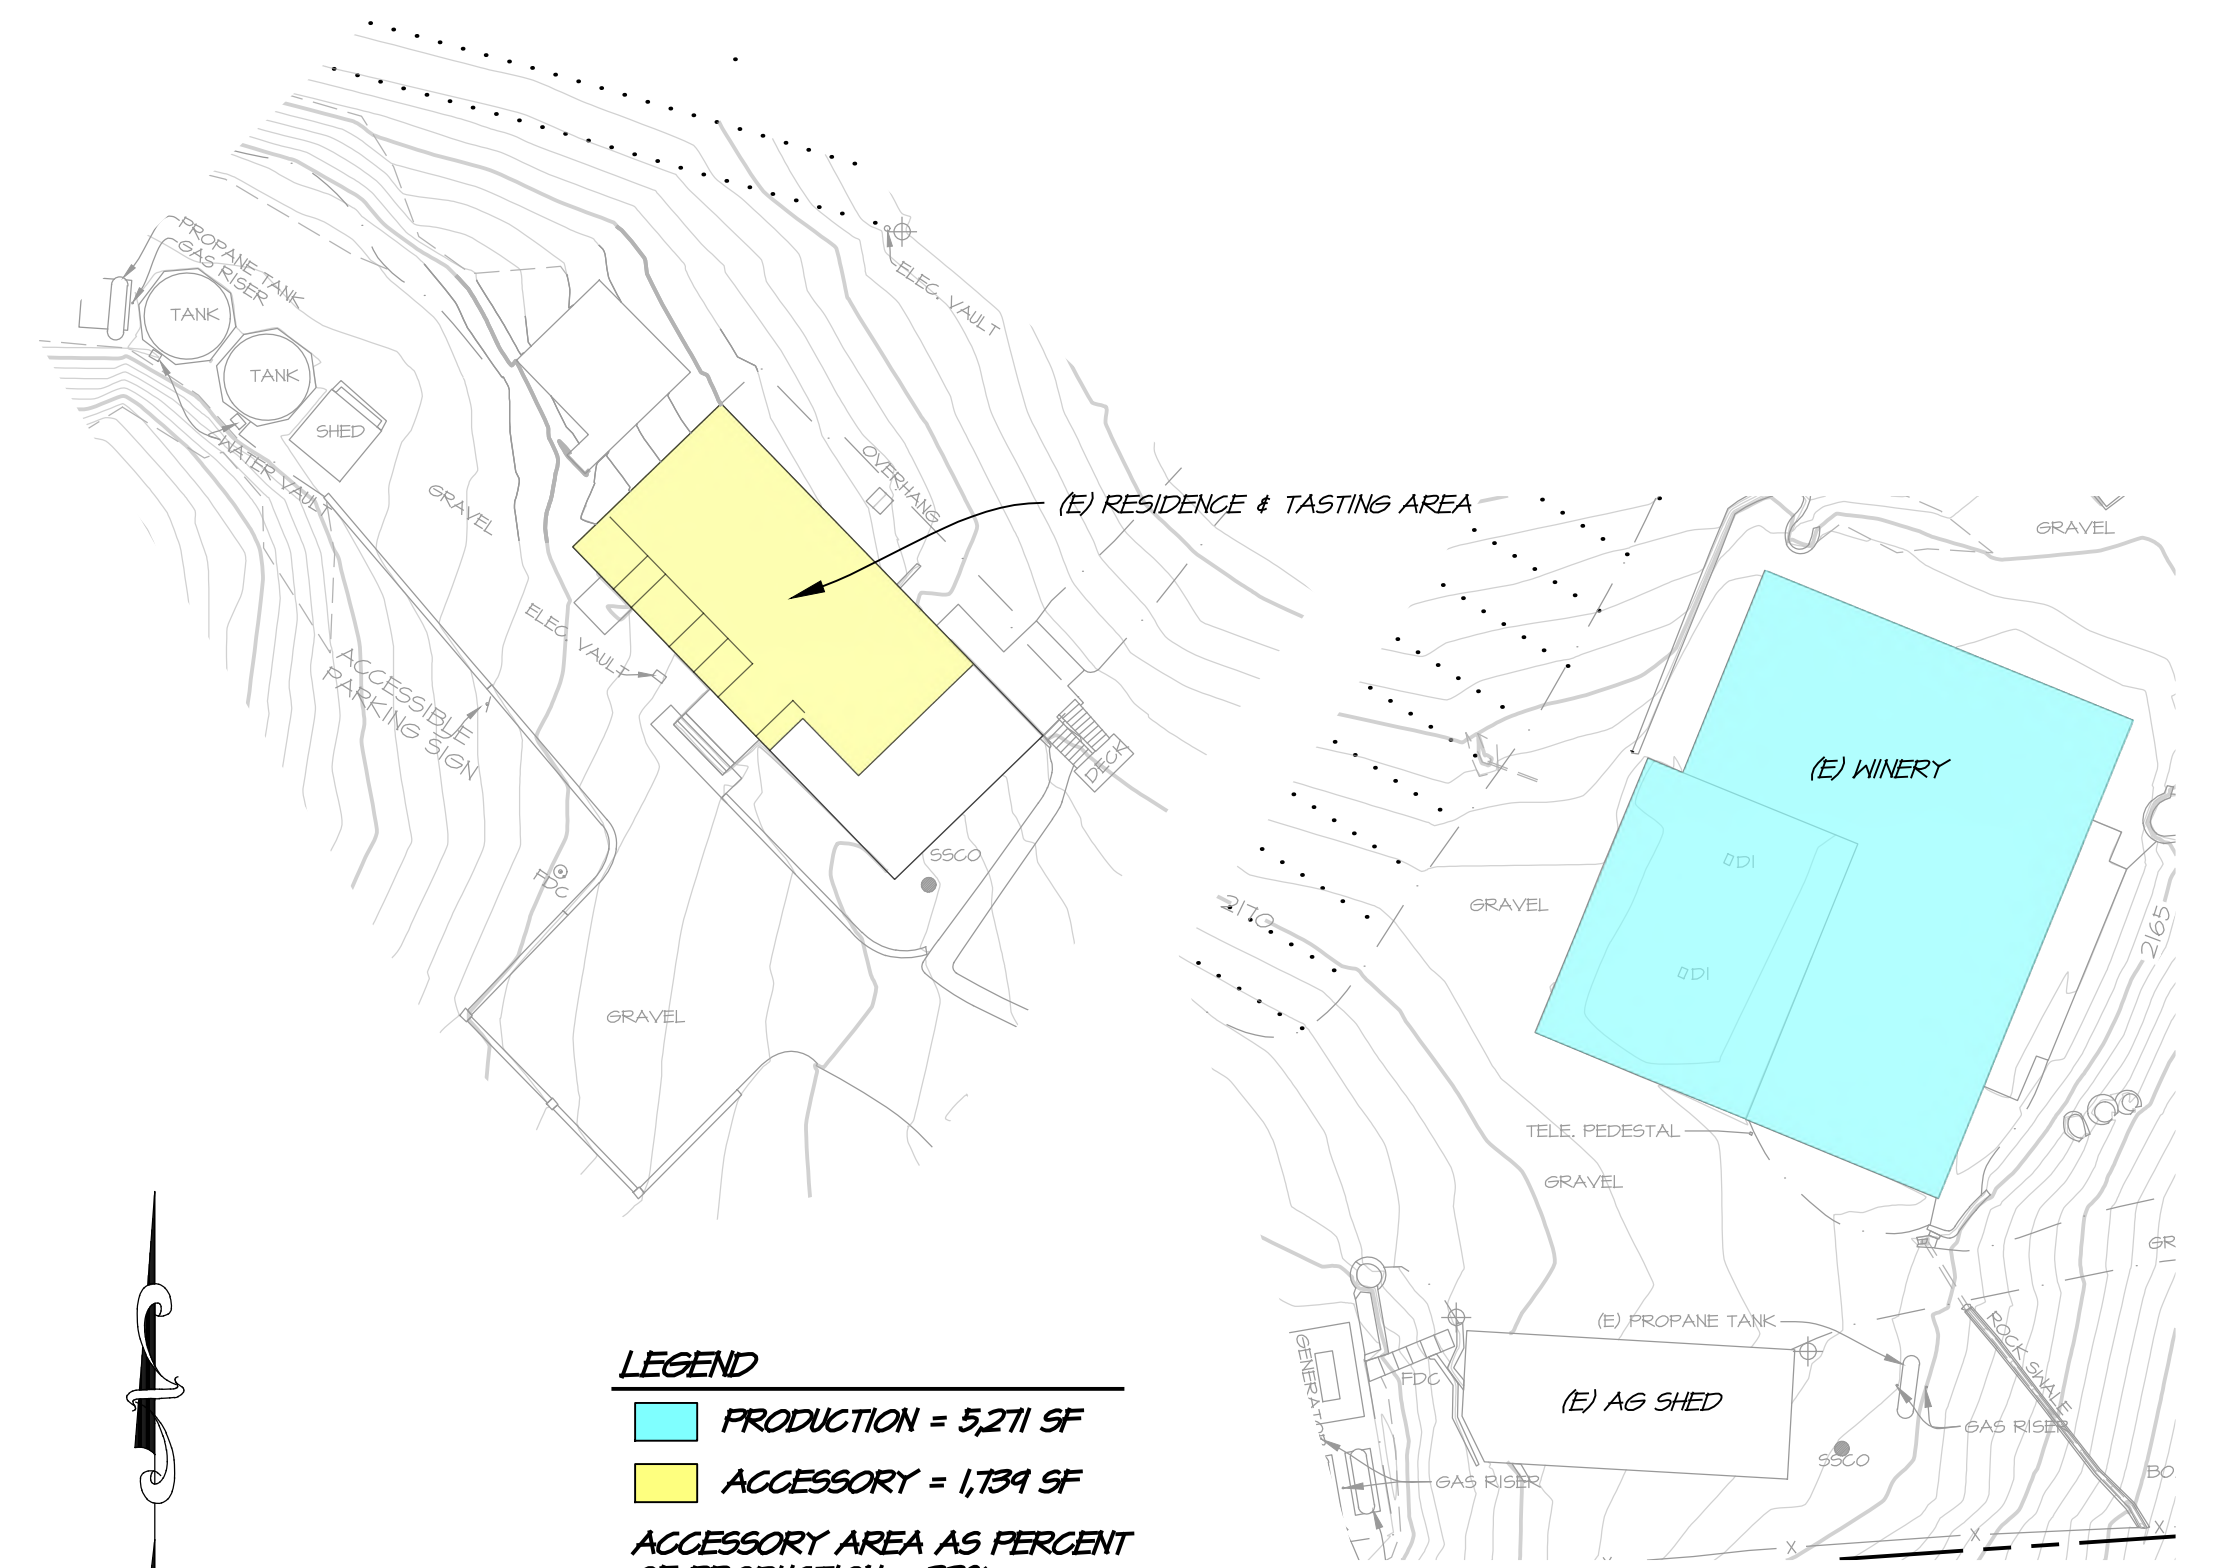 PROPANE TANK
GAS RISER
TANK
TANK
SHED
WATER VAULT
GRAVEL
ELEC. VAULT
OVERHANG
(E) RESIDENCE & TASTING AREA
ELEC. VAULT
ACCESSIBLE
PARKING SIGN
DECK
SSCO
FDC
GRAVEL
GRAVEL
(E) WINERY
DI
DI
GRAVEL
2170
2165
TELE. PEDESTAL
GRAVEL
GR
(E) PROPANE TANK
ROCK SWALE
GENERATOR
FDC
(E) AG SHED
GAS RISER
SSCO
GAS RISER
BO
X
X
X
LEGEND
PRODUCTION = 5,271 SF
ACCESSORY = 1,739 SF
ACCESSORY AREA AS PERCENT